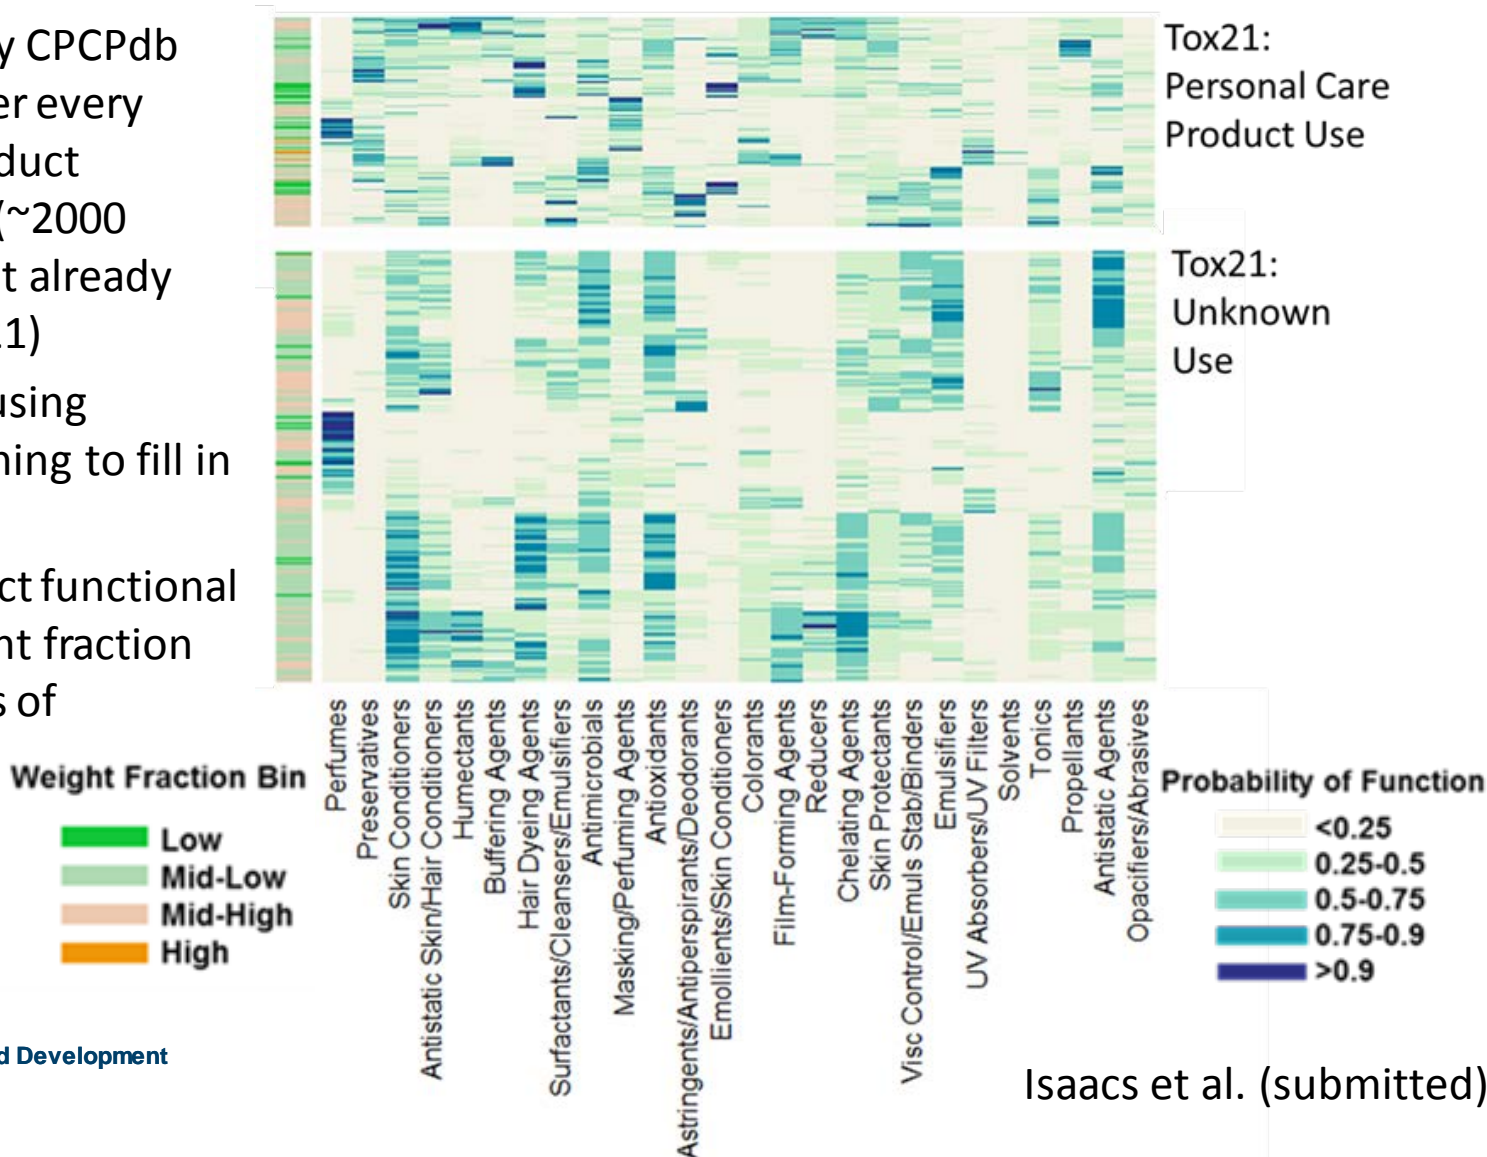 y CPCPdb
er every
duct
(~2000
t already
.1)
using
ning to fill in
ct functional
nt fraction
s of
Tox21:
Personal Care
Product Use
Tox21:
Unknown
Use
Weight Fraction Bin
Low
Mid-Low
Mid-High
High
Perfumes
Preservatives
Skin Conditioners
Antistatic Skin/Hair Conditioners
Humectants
Buffering Agents
Hair Dyeing Agents
Surfactants/Cleansers/Emulsifiers
Antimicrobials
Masking/Perfuming Agents
Antioxidants
Astringents/Antiperspirants/Deodorants
Emollients/Skin Conditioners
Colorants
Film-Forming Agents
Reducers
Chelating Agents
Skin Protectants
Visc Control/Emuls Stab/Binders
Emulsifiers
UV Absorbers/UV Filters
Solvents
Tonics
Propellants
Antistatic Agents
Opacifiers/Abrasives
Probability of Function
<0.25
0.25-0.5
0.5-0.75
0.75-0.9
>0.9
d Development
Isaacs et al. (submitted)